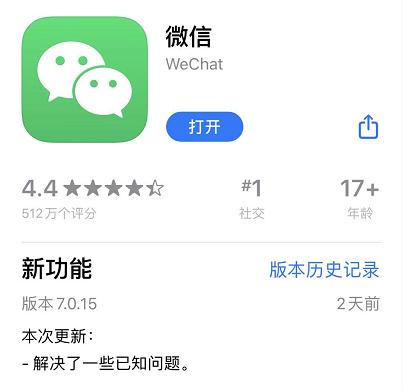 微信
WeChat
打开
4.4
#1
17+
512万个评分
社交
年龄
新功能
版本历史记录
版本 7.0.15
2天前
本次更新：
- 解决了一些已知问题。